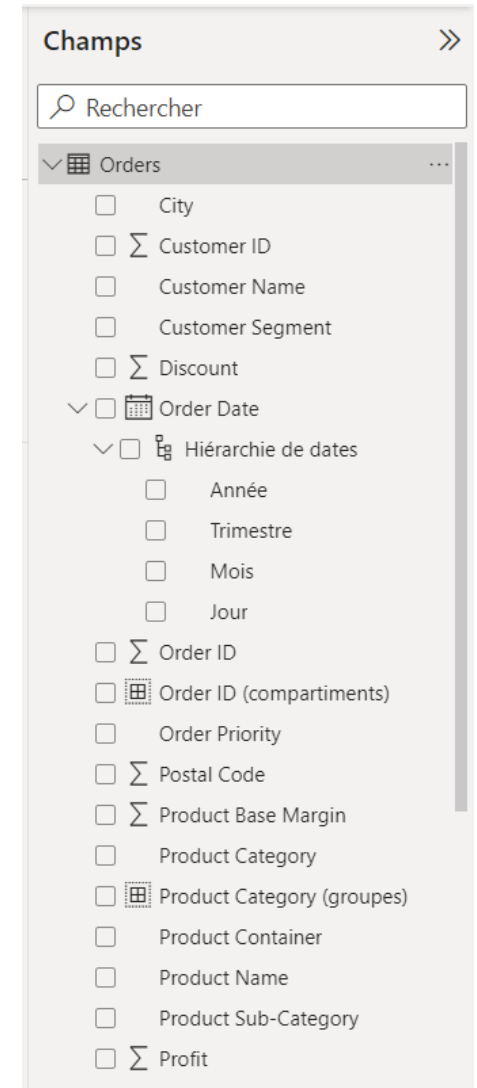 Champs
Rechercher
Orders
City
Customer ID
Customer Name
Customer Segment
Discount
Order Date
Hiérarchie de dates
Année
Trimestre
Mois
Jour
Order ID
Order ID (compartiments)
Order Priority
Postal Code
Product Base Margin
Product Category
Product Category (groupes)
Product Container
Product Name
Product Sub-Category
Profit